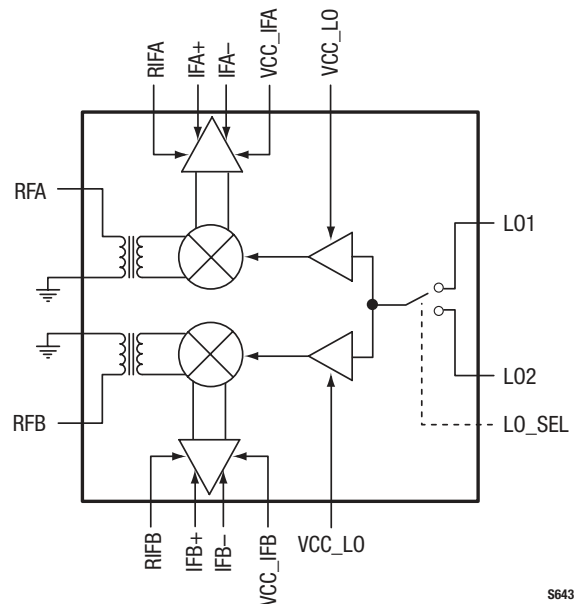 RIFA
IFA+
IFA–
VCC_IFA
VCC_LO
RFA
LO1
RFB
LO2
LO_SEL
RIFB
IFB+
IFB–
VCC_IFB
VCC_LO
S643